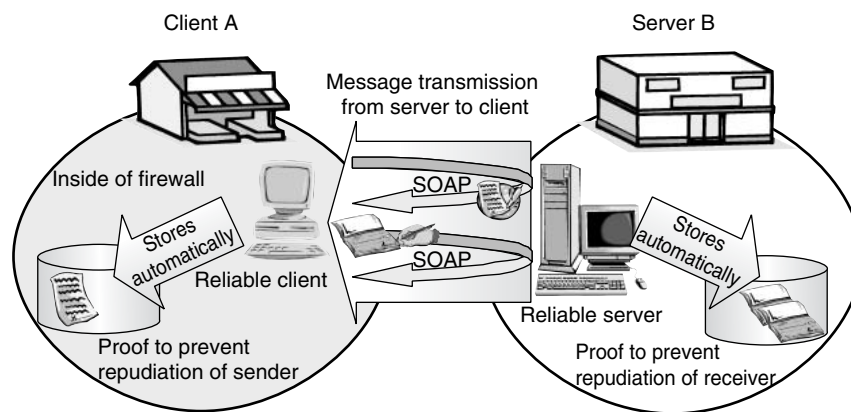 Client A
Server B
Message transmission
from server to client
Inside of firewall
SOAP
Stores
automatically
Stores
automatically
Reliable client
SOAP
Reliable server
Proof to prevent
repudiation of sender
Proof to prevent
repudiation of receiver